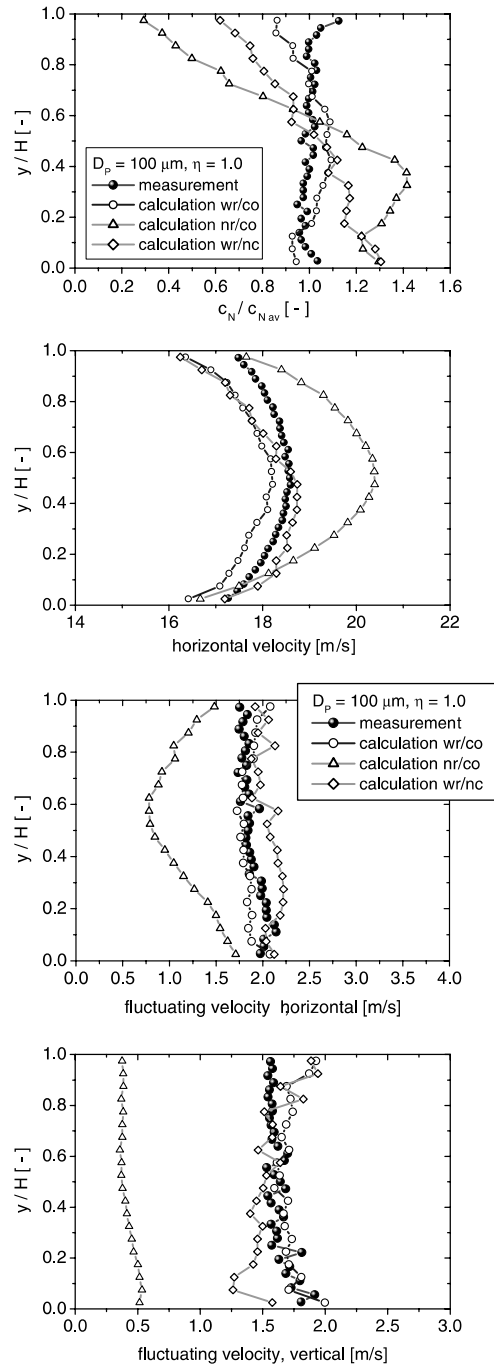 1.0
0.8
0.6
0.4
0.2
0.0
y / H [ - ]
D_P = 100 μm, η = 1.0
measurement
calculation wr/co
calculation nr/co
calculation wr/nc
0.0 0.2 0.4 0.6 0.8 1.0 1.2 1.4 1.6
c_N / c_N av [ - ]
1.0
0.8
0.6
0.4
0.2
0.0
y / H [ - ]
14 16 18 20 22
horizontal velocity [m/s]
D_P = 100 μm, η = 1.0
measurement
calculation wr/co
calculation nr/co
calculation wr/nc
1.0
0.8
0.6
0.4
0.2
0.0
y / H [ - ]
0.0 0.5 1.0 1.5 2.0 2.5 3.0 3.5 4.0
fluctuating velocity horizontal [m/s]
1.0
0.8
0.6
0.4
0.2
0.0
y / H [ - ]
0.0 0.5 1.0 1.5 2.0 2.5 3.0
fluctuating velocity, vertical [m/s]